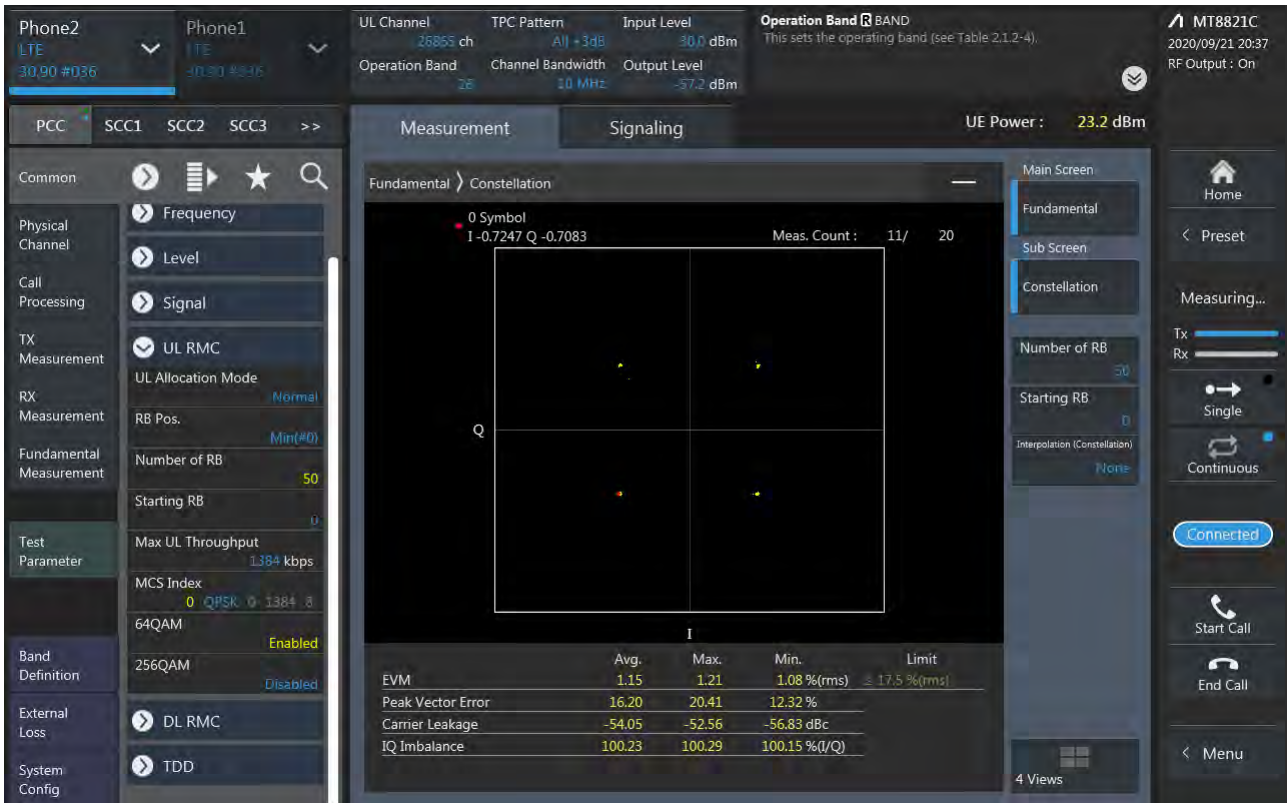 Phone2
LTE
30.90 #036
Phone1
LTE
30.90 #036
UL Channel
26865 ch
TPC Pattern
All +3dB
Input Level
30.0 dBm
Operation Band
26
Channel Bandwidth
10 MHz
Output Level
-57.2 dBm
Operation Band R BAND
This sets the operating band (see Table 2.1.2-4).
MT8821C
2020/09/21 20:37
RF Output : On
PCC SCC1 SCC2 SCC3 >>
Measurement
Signaling
UE Power : 23.2 dBm
Common
Physical
Channel
Call
Processing
TX
Measurement
RX
Measurement
Fundamental
Measurement
Test
Parameter
Band
Definition
External
Loss
System
Config
Frequency
Level
Signal
UL RMC
UL Allocation Mode
Normal
RB Pos.
Min(#0)
Number of RB
50
Starting RB
0
Max UL Throughput
1384 kbps
MCS Index
0 QPSK 0 1384 8
64QAM
Enabled
256QAM
Disabled
DL RMC
TDD
Fundamental 〉 Constellation
0 Symbol
I -0.7247 Q -0.7083
Meas. Count : 11/ 20
Q
I
Avg. Max. Min. Limit
EVM 1.15 1.21 1.08 %(rms) ≤ 17.5 %(rms)
Peak Vector Error 16.20 20.41 12.32 %
Carrier Leakage -54.05 -52.56 -56.83 dBc
IQ Imbalance 100.23 100.29 100.15 %(I/Q)
Main Screen
Fundamental
Sub Screen
Constellation
Number of RB
50
Starting RB
0
Interpolation (Constellation)
None
4 Views
Home
< Preset
Measuring...
Tx
Rx
Single
Continuous
Connected
Start Call
End Call
< Menu